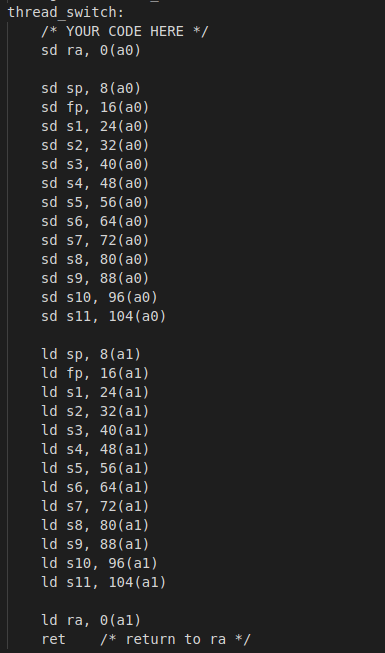 thread_switch:
    /* YOUR CODE HERE */
    sd ra, 0(a0)

    sd sp, 8(a0)
    sd fp, 16(a0)
    sd s1, 24(a0)
    sd s2, 32(a0)
    sd s3, 40(a0)
    sd s4, 48(a0)
    sd s5, 56(a0)
    sd s6, 64(a0)
    sd s7, 72(a0)
    sd s8, 80(a0)
    sd s9, 88(a0)
    sd s10, 96(a0)
    sd s11, 104(a0)

    ld sp, 8(a1)
    ld fp, 16(a1)
    ld s1, 24(a1)
    ld s2, 32(a1)
    ld s3, 40(a1)
    ld s4, 48(a1)
    ld s5, 56(a1)
    ld s6, 64(a1)
    ld s7, 72(a1)
    ld s8, 80(a1)
    ld s9, 88(a1)
    ld s10, 96(a1)
    ld s11, 104(a1)

    ld ra, 0(a1)
    ret    /* return to ra */